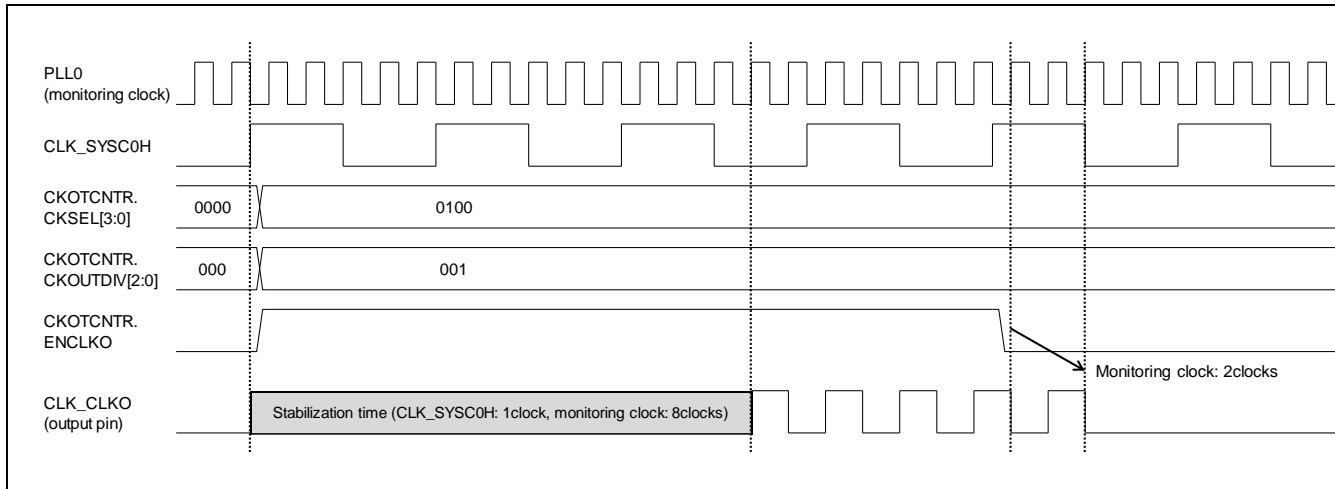 PLL0
(monitoring clock)
CLK_SYSC0H
CKOTCNTR.
CKSEL[3:0]
0000
0100
CKOTCNTR.
CKOUTDIV[2:0]
000
001
CKOTCNTR.
ENCLKO
Monitoring clock: 2clocks
CLK_CLKO
(output pin)
Stabilization time (CLK_SYSC0H: 1clock, monitoring clock: 8clocks)